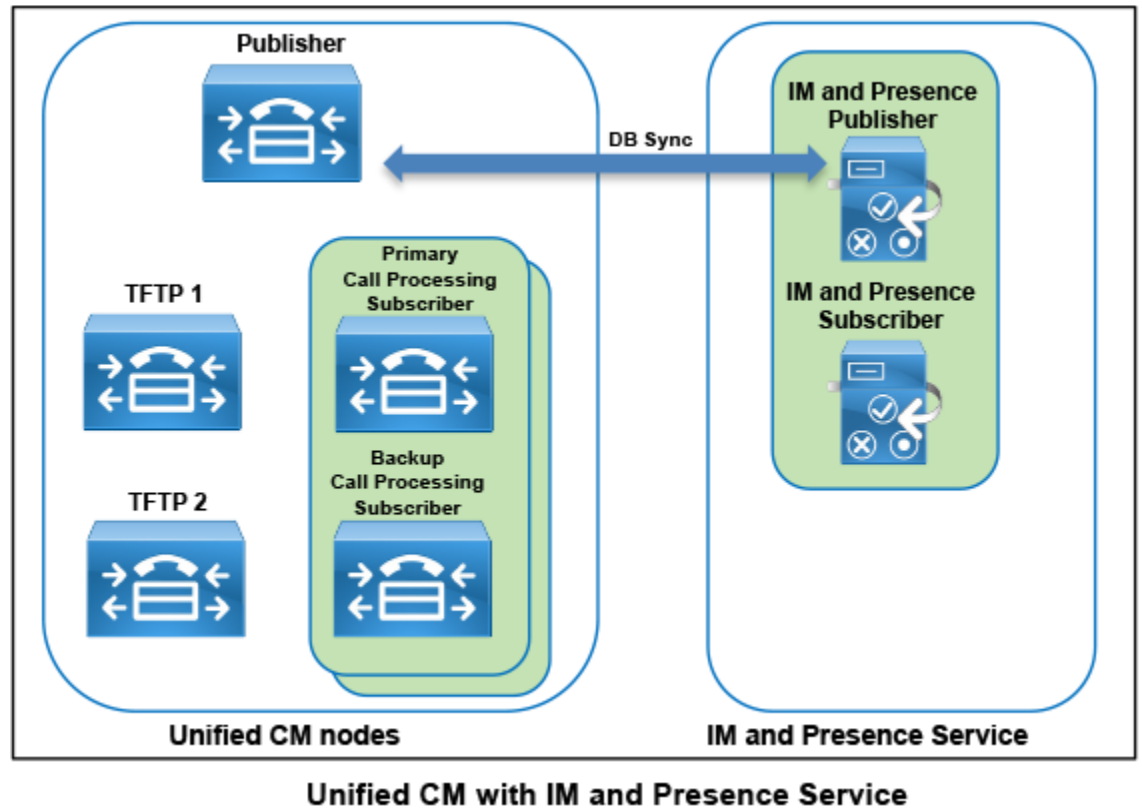 Publisher
DB Sync
IM and Presence
Publisher
Primary
Call Processing
Subscriber
TFTP 1
IM and Presence
Subscriber
Backup
Call Processing
Subscriber
TFTP 2
Unified CM nodes
IM and Presence Service
Unified CM with IM and Presence Service